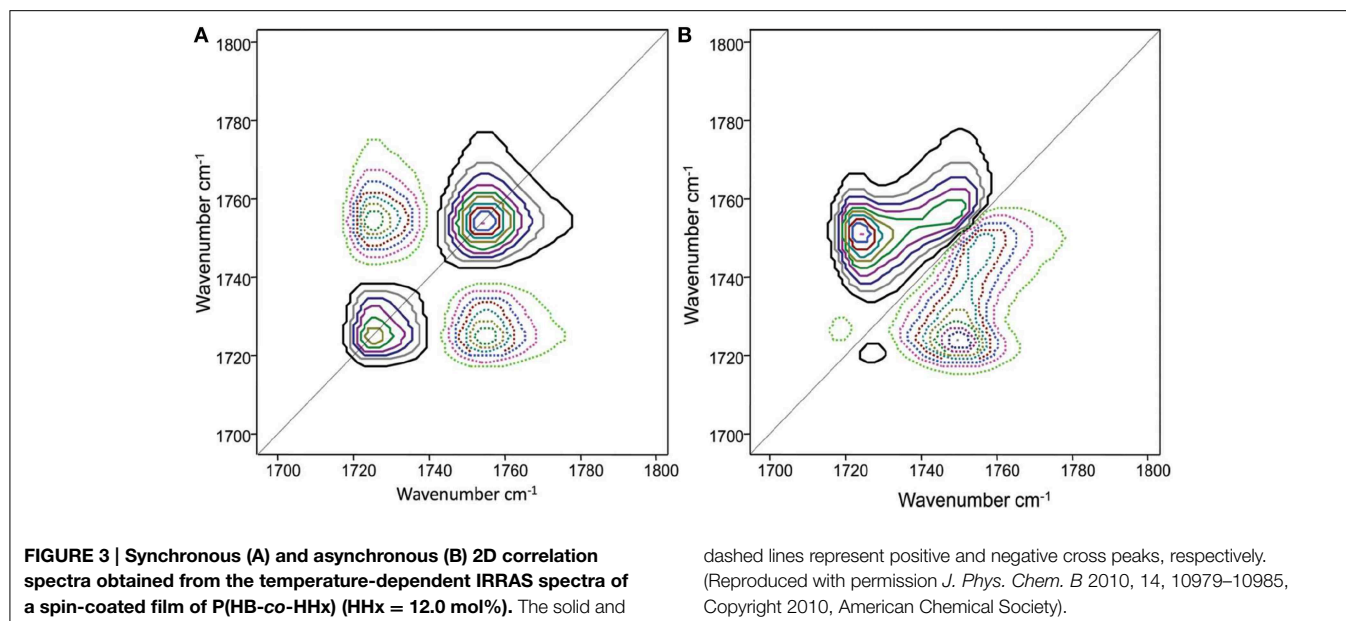 A
1800
1780
1760
1740
1720
1700
Wavenumber cm-1
1700 1720 1740 1760 1780 1800
Wavenumber cm-1
B
1800
1780
1760
1740
1720
1700
Wavenumber cm-1
1700 1720 1740 1760 1780 1800
Wavenumber cm-1
FIGURE 3 | Synchronous (A) and asynchronous (B) 2D correlation
spectra obtained from the temperature-dependent IRRAS spectra of
a spin-coated film of P(HB-co-HHx) (HHx = 12.0 mol%). The solid and
dashed lines represent positive and negative cross peaks, respectively.
(Reproduced with permission J. Phys. Chem. B 2010, 14, 10979–10985,
Copyright 2010, American Chemical Society).